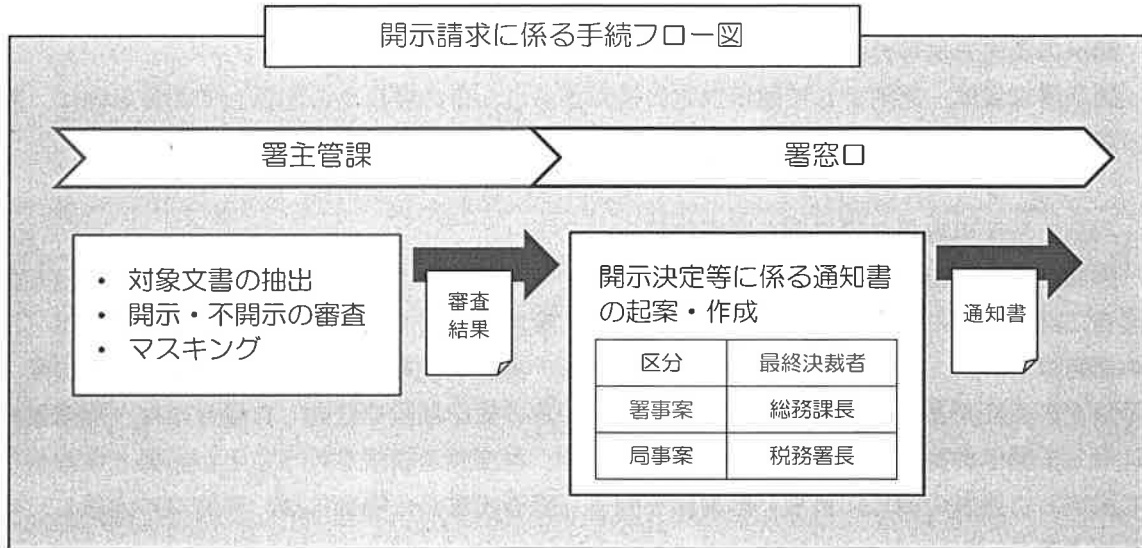 開示請求に係る手続フロー図
署主管課
署窓口
・ 対象文書の抽出
・ 開示・不開示の審査
・ マスキング
審査
結果
開示決定等に係る通知書
の起案・作成
区分 最終決裁者
署事案 総務課長
局事案 税務署長
通知書